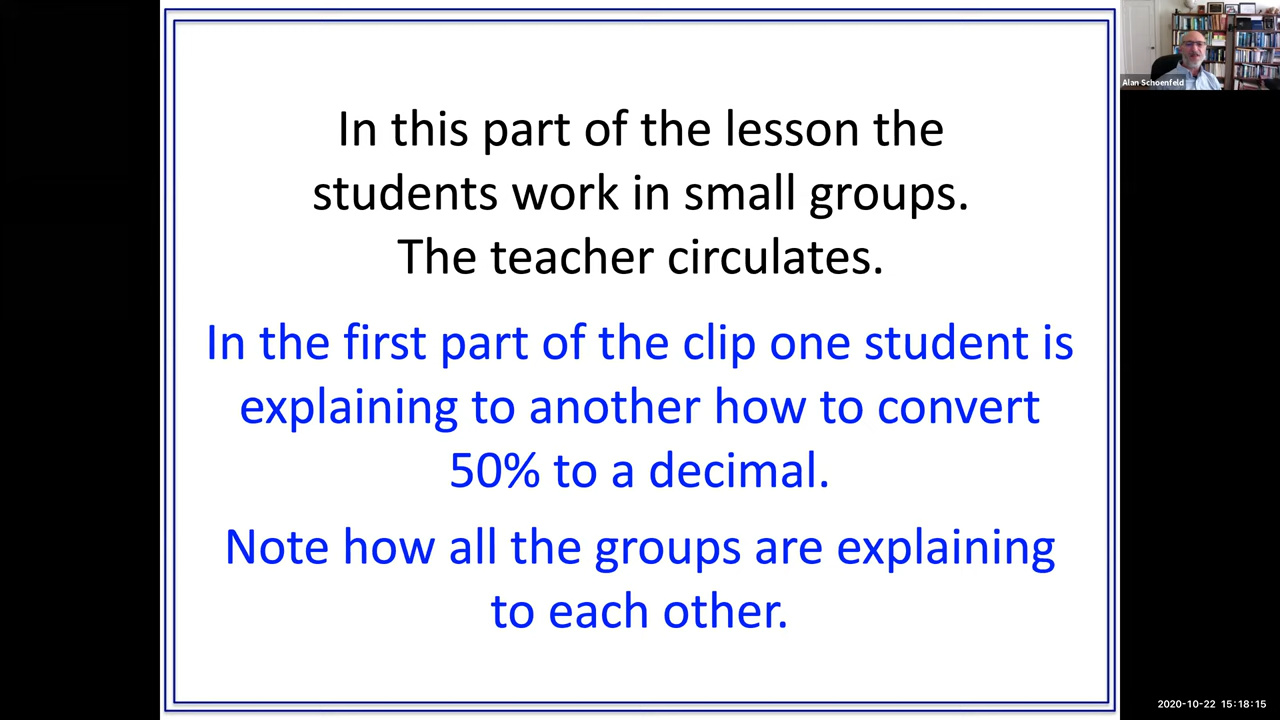 In this part of the lesson the
students work in small groups.
The teacher circulates.
In the first part of the clip one student is
explaining to another how to convert
50% to a decimal.
Note how all the groups are explaining
to each other.
Alan Schoenfeld
2020-10-22 15:18:15